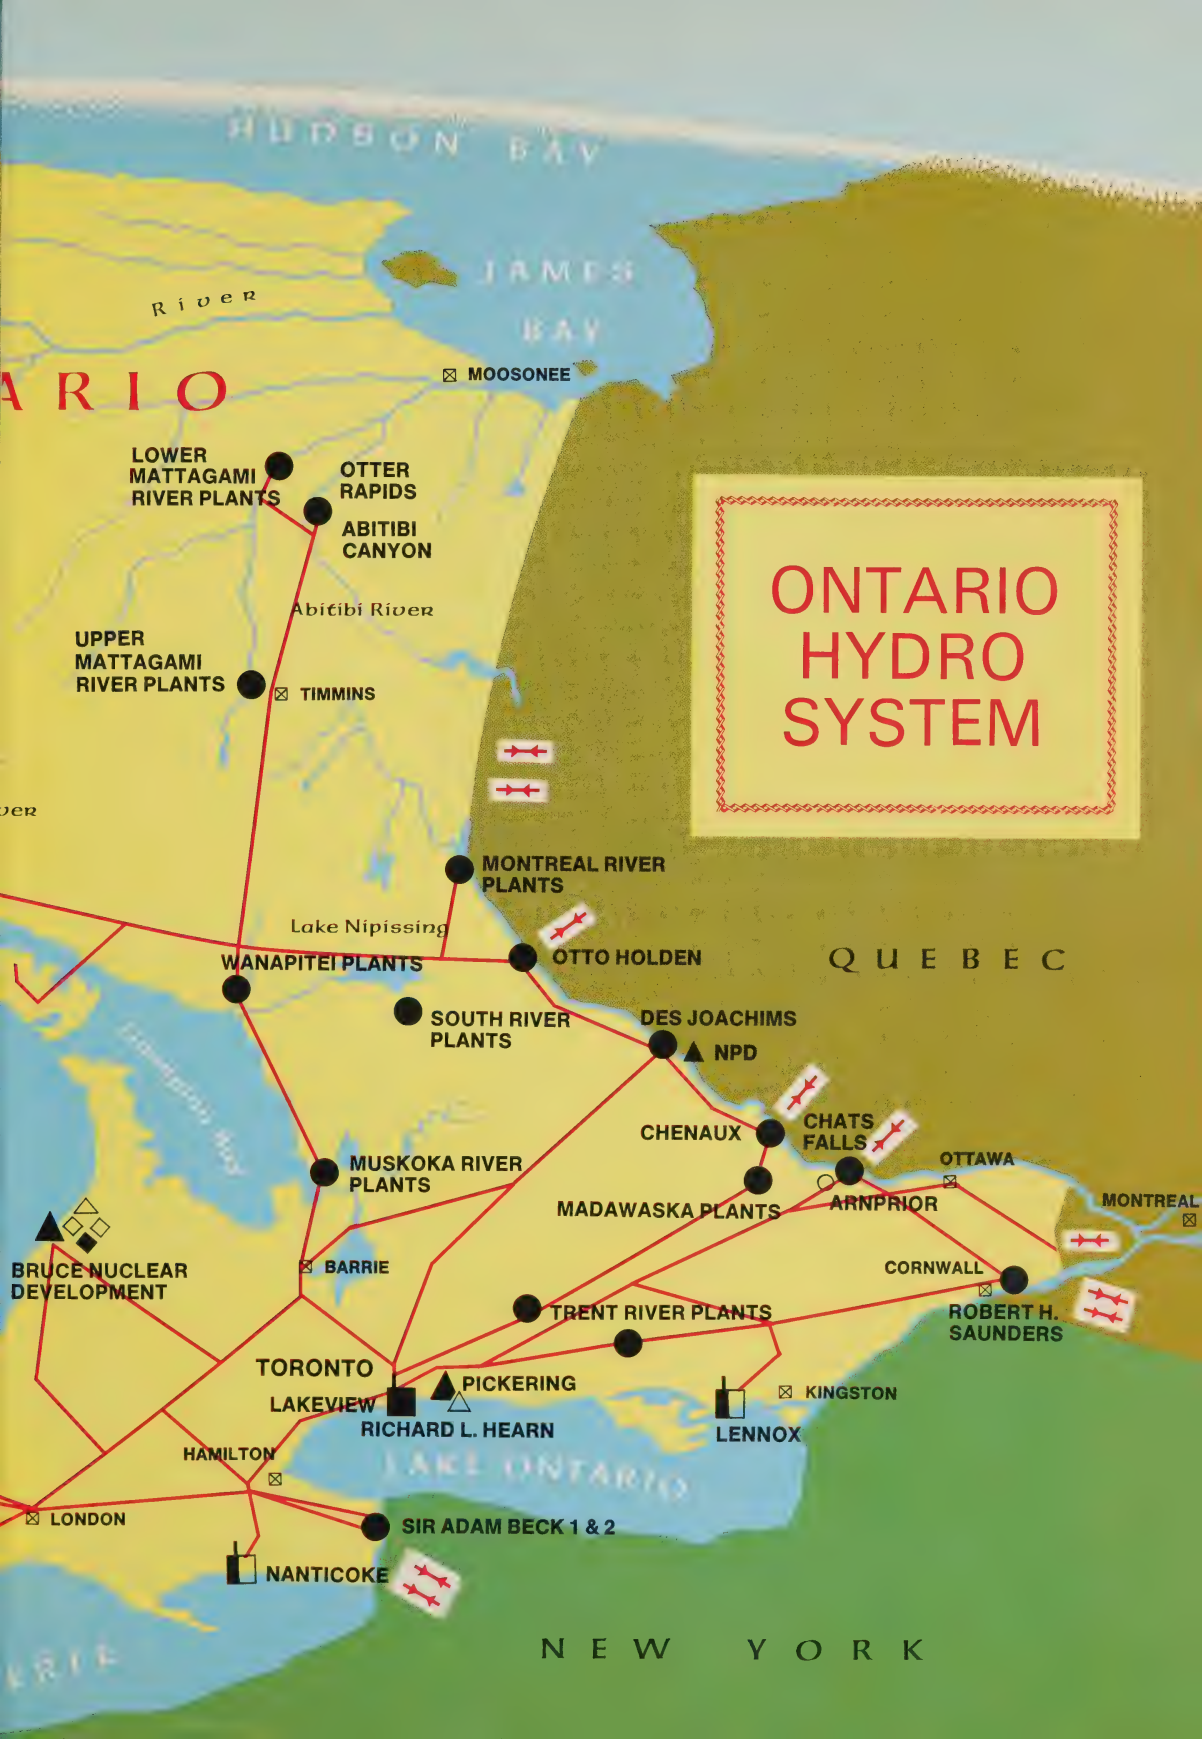 HUDSON BAY
JAMES
BAY
River
ARIO
MOOSONEE
LOWER
MATTAGAMI
RIVER PLANTS
OTTER
RAPIDS
ABITIBI
CANYON
ONTARIO
HYDRO
SYSTEM
Abitibi River
UPPER
MATTAGAMI
RIVER PLANTS
TIMMINS
ver
MONTREAL RIVER
PLANTS
Lake Nipissing
WANAPITEI PLANTS
OTTO HOLDEN
QUEBEC
SOUTH RIVER
PLANTS
DES JOACHIMS
NPD
GEORGIAN BAY
CHENAUX
CHATS
FALLS
OTTAWA
MUSKOKA RIVER
PLANTS
MADAWASKA PLANTS
ARNPRIOR
MONTREAL
BRUCE NUCLEAR
DEVELOPMENT
BARRIE
CORNWALL
TRENT RIVER PLANTS
ROBERT H.
SAUNDERS
TORONTO
PICKERING
LAKEVIEW
KINGSTON
RICHARD L. HEARN
LENNOX
HAMILTON
LAKE ONTARIO
LONDON
SIR ADAM BECK 1 & 2
NANTICOKE
ERIE
NEW YORK